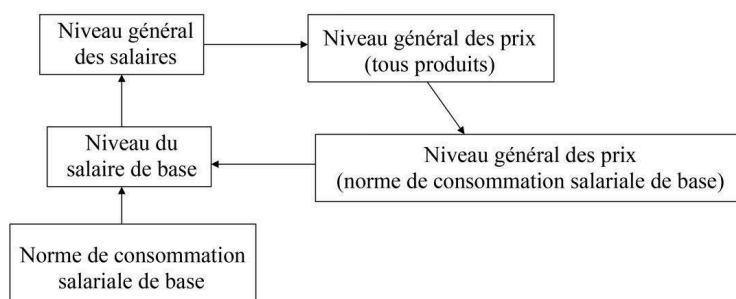 Niveau général
des salaires
Niveau général des prix
(tous produits)
Niveau du
salaire de base
Niveau général des prix
(norme de consommation salariale de base)
Norme de consommation
salariale de base